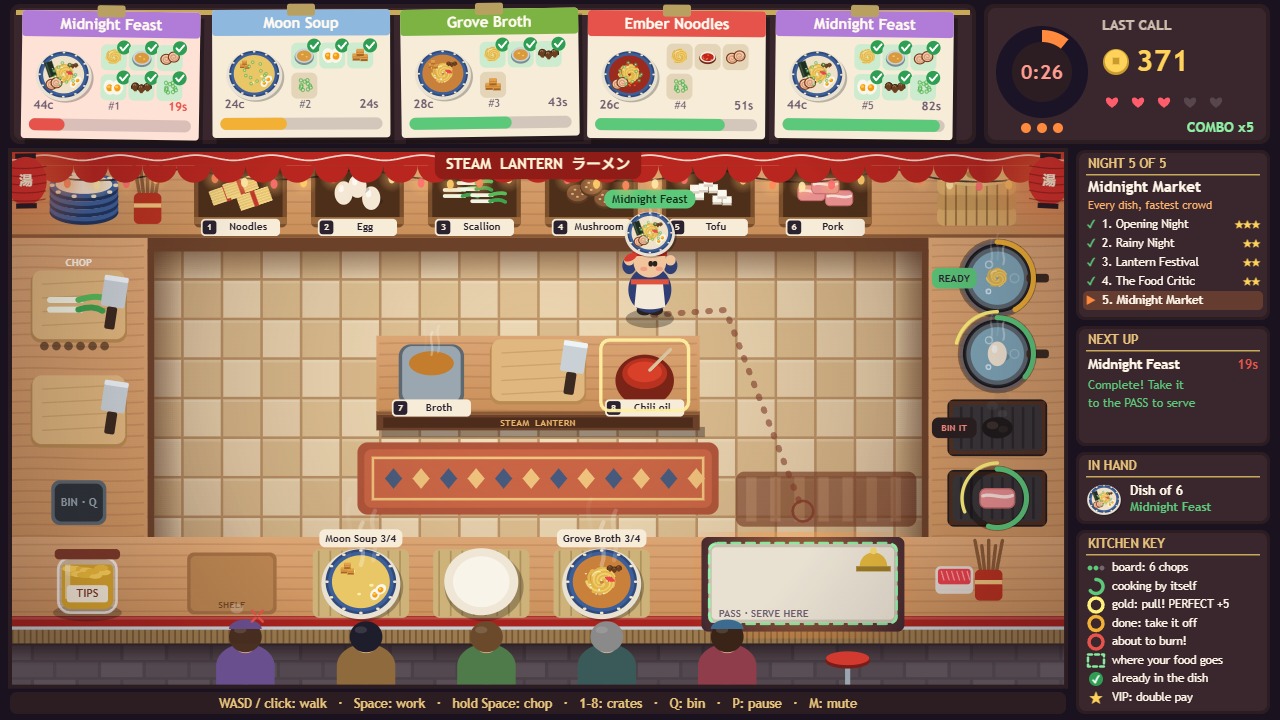 Midnight Feast
44c
#1
19s
Moon Soup
24c
#2
24s
Grove Broth
28c
#3
43s
Ember Noodles
26c
#4
51s
Midnight Feast
44c
#5
82s
0:26
LAST CALL
371
COMBO x5
湯
STEAM LANTERN ラーメン
湯
Midnight Feast
1 Noodles
2 Egg
3 Scallion
4 Mushroom
5 Tofu
6 Pork
CHOP
READY
7 Broth
8 Chili oil
STEAM LANTERN
BIN IT
BIN · Q
Moon Soup 3/4
Grove Broth 3/4
TIPS
SHELF
PASS · SERVE HERE
NIGHT 5 OF 5
Midnight Market
Every dish, fastest crowd
✓ 1. Opening Night ★★★
✓ 2. Rainy Night ★★
✓ 3. Lantern Festival ★★
✓ 4. The Food Critic ★★
▶ 5. Midnight Market
NEXT UP
Midnight Feast 19s
Complete! Take it
to the PASS to serve
IN HAND
Dish of 6
Midnight Feast
KITCHEN KEY
board: 6 chops
cooking by itself
gold: pull! PERFECT +5
done: take it off
about to burn!
where your food goes
already in the dish
VIP: double pay
WASD / click: walk · Space: work · hold Space: chop · 1-8: crates · Q: bin · P: pause · M: mute